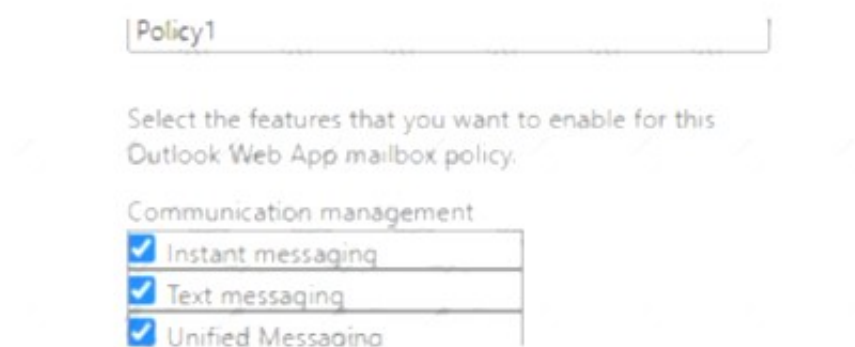 Policy1
Select the features that you want to enable for this
Outlook Web App mailbox policy.
Communication management
Instant messaging
Text messaging
Unified Messaging